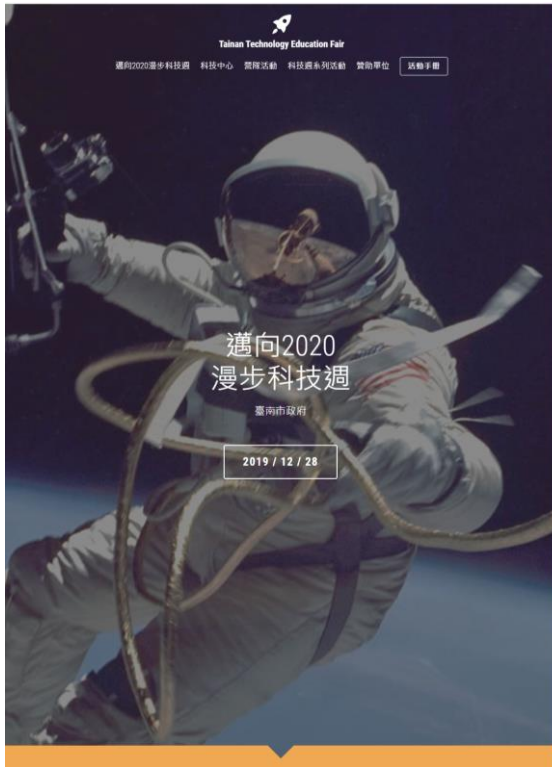 Tainan Technology Education Fair
邁向2020漫步科技週 科技中心 營隊活動 科技週系列活動 贊助單位 活動手冊
邁向2020
漫步科技週
臺南市政府
2019 / 12 / 28